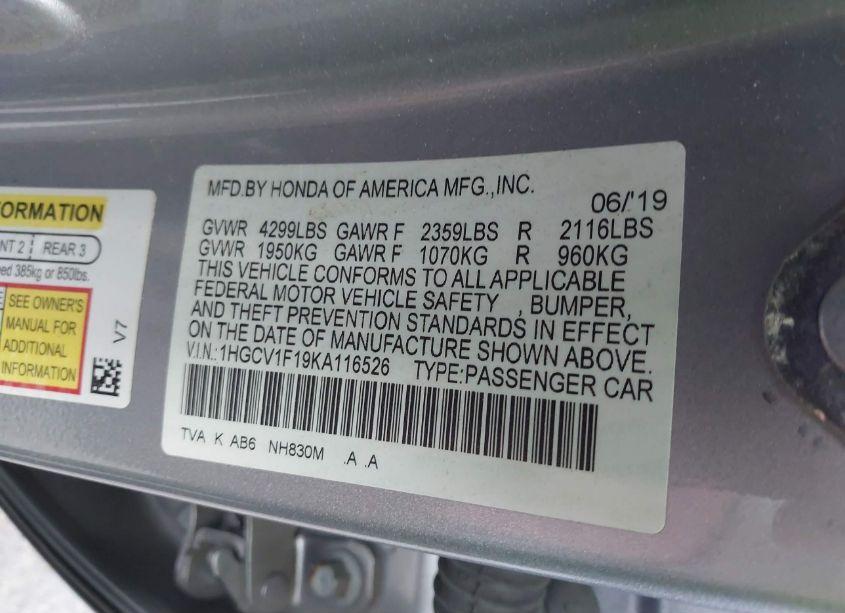 FORMATION
NT 2 REAR 3
eed 385kg or 850lbs.
SEE OWNER'S
MANUAL FOR
ADDITIONAL
INFORMATION
V7
MFD.BY HONDA OF AMERICA MFG.,INC.
06/'19
GVWR 4299LBS GAWR F 2359LBS R 2116LBS
GVWR 1950KG GAWR F 1070KG R 960KG
THIS VEHICLE CONFORMS TO ALL APPLICABLE
FEDERAL MOTOR VEHICLE SAFETY , BUMPER,
AND THEFT PREVENTION STANDARDS IN EFFECT
ON THE DATE OF MANUFACTURE SHOWN ABOVE.
V.I.N.:1HGCV1F19KA116526 TYPE:PASSENGER CAR
TVA K AB6 NH830M .A .A